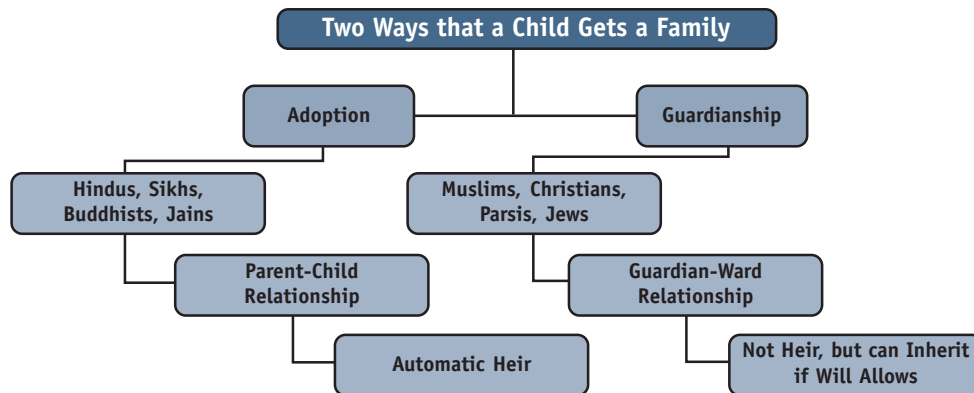 Two Ways that a Child Gets a Family
Adoption
Guardianship
Hindus, Sikhs,
Buddhists, Jains
Muslims, Christians,
Parsis, Jews
Parent-Child
Relationship
Guardian-Ward
Relationship
Automatic Heir
Not Heir, but can Inherit
if Will Allows